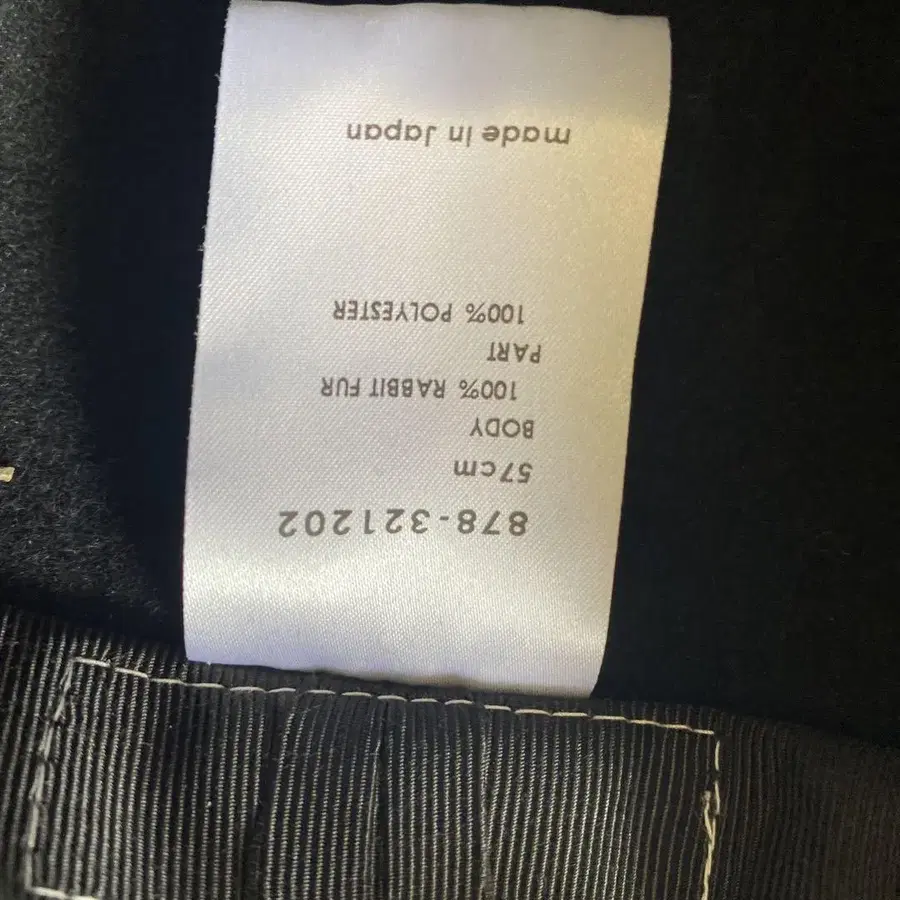 878-321202
57cm
BODY
100% RABBIT FUR
PART
100% POLYESTER
made in Japan